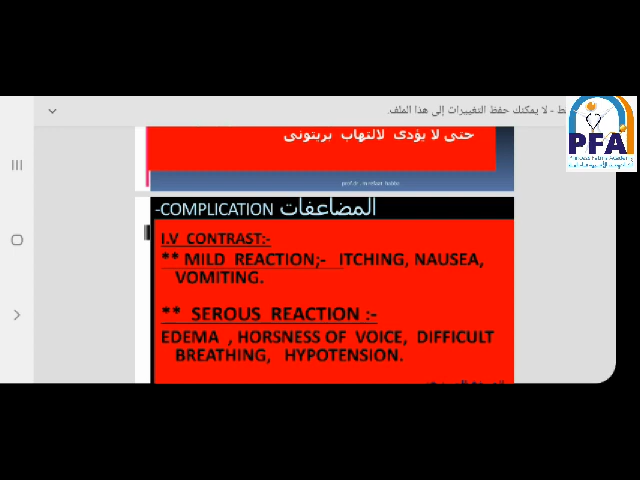 لا يمكنك حفظ التغييرات إلى هذا الملف.
PFA
حتى لا يؤدى لالتهاب بريتونى
-COMPLICATION المضاعفات
I.V CONTRAST:-
** MILD REACTION;- ITCHING, NAUSEA,
VOMITING.
** SEROUS REACTION :-
EDEMA , HORSNESS OF VOICE, DIFFICULT
BREATHING, HYPOTENSION.